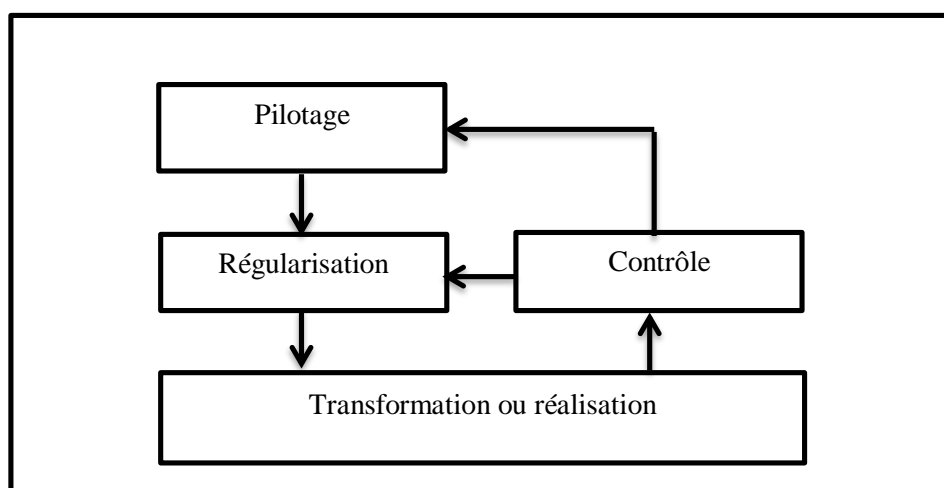 Pilotage
Régularisation
Contrôle
Transformation ou réalisation